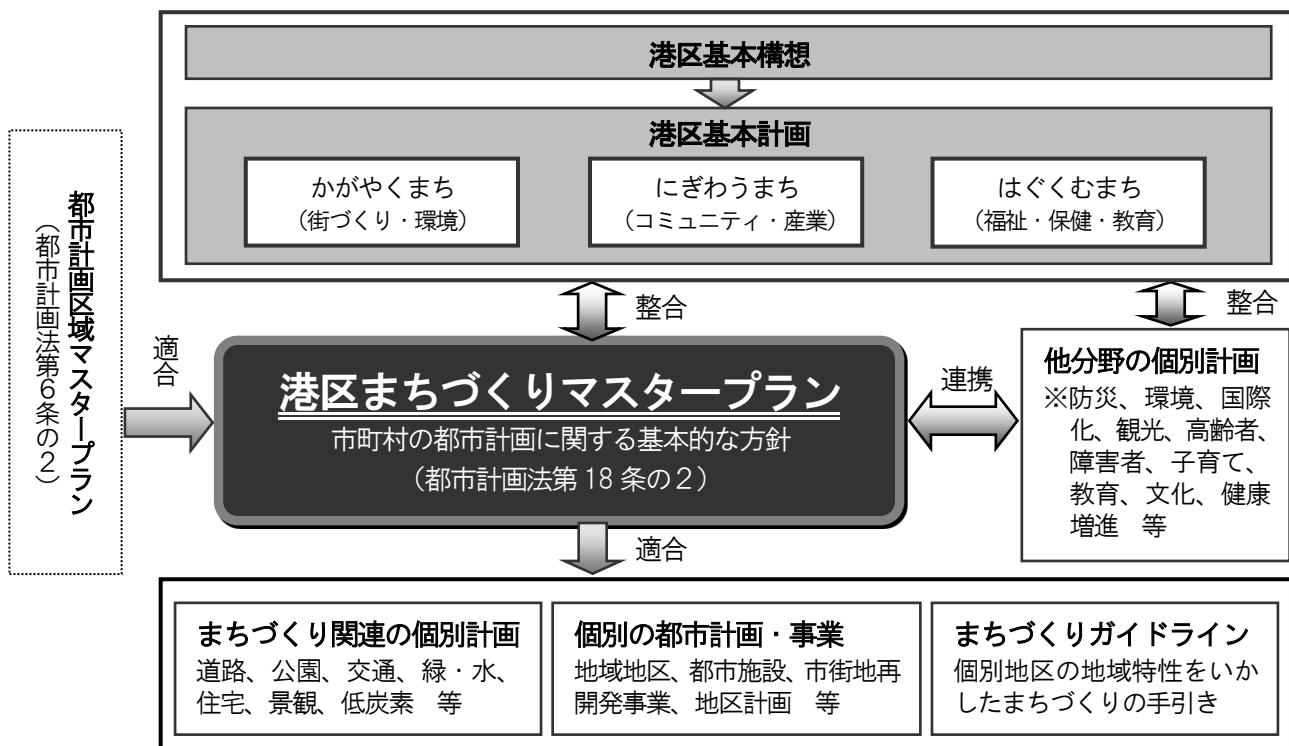 港区基本構想
港区基本計画
かがやくまち
（街づくり・環境）
にぎわうまち
（コミュニティ・産業）
はぐくむまち
（福祉・保健・教育）
都市計画区域マスタープラン
（都市計画法第６条の２）
適合
整合
整合
港区まちづくりマスタープラン
市町村の都市計画に関する基本的な方針
（都市計画法第 18 条の２）
連携
他分野の個別計画
※防災、環境、国際
化、観光、高齢者、
障害者、子育て、
教育、文化、健康
増進　等
適合
まちづくり関連の個別計画
道路、公園、交通、緑・水、
住宅、景観、低炭素　等
個別の都市計画・事業
地域地区、都市施設、市街地再
開発事業、地区計画　等
まちづくりガイドライン
個別地区の地域特性をいか
したまちづくりの手引き